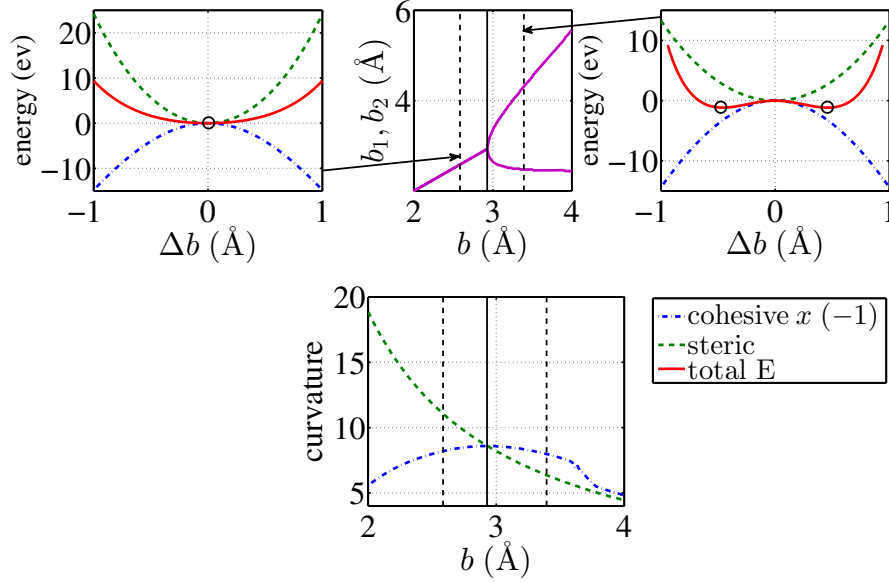 energy (ev)
25
20
10
0
−10
−1
0
1
Δb (Å)
b₁, b₂ (Å)
6
4
2
3
4
b (Å)
energy (ev)
10
0
−10
−1
0
1
Δb (Å)
curvature
20
15
10
5
2
3
4
b (Å)
cohesive x (−1)
steric
total E